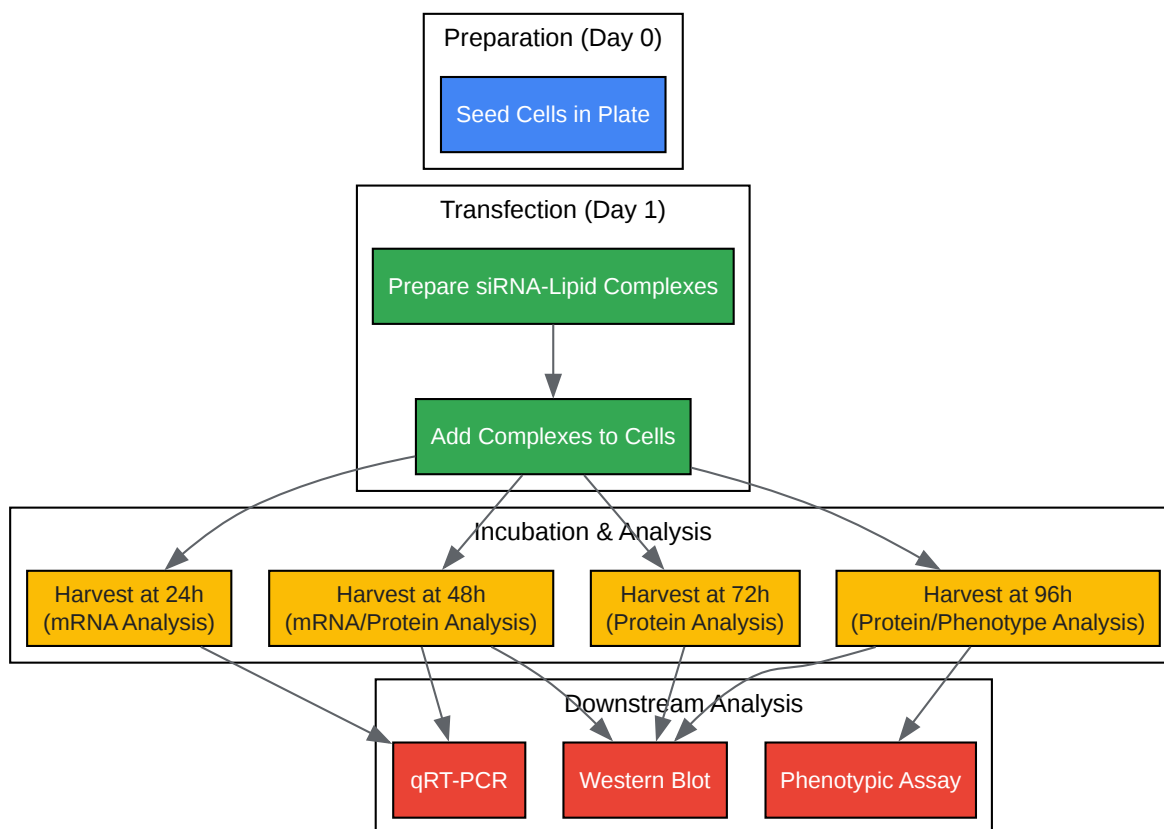 Preparation (Day 0)
Seed Cells in Plate
Transfection (Day 1)
Prepare siRNA-Lipid Complexes
Add Complexes to Cells
Incubation & Analysis
Harvest at 24h
(mRNA Analysis)
Harvest at 48h
(mRNA/Protein Analysis)
Harvest at 72h
(Protein Analysis)
Harvest at 96h
(Protein/Phenotype Analysis)
Downstream Analysis
qRT-PCR
Western Blot
Phenotypic Assay